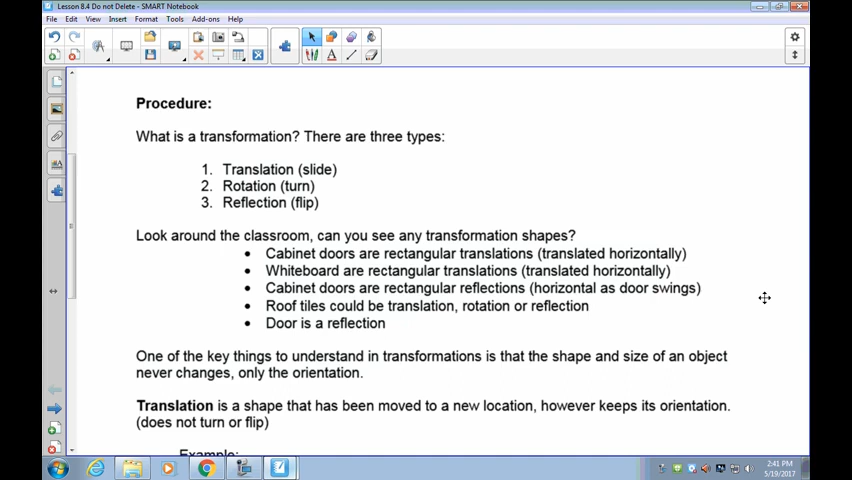 Lesson 8.4 Do not Delete - SMART Notebook
File Edit View Insert Format Tools Add-ons Help
Procedure:
What is a transformation? There are three types:
1. Translation (slide)
2. Rotation (turn)
3. Reflection (flip)
Look around the classroom, can you see any transformation shapes?
• Cabinet doors are rectangular translations (translated horizontally)
• Whiteboard are rectangular translations (translated horizontally)
• Cabinet doors are rectangular reflections (horizontal as door swings)
• Roof tiles could be translation, rotation or reflection
• Door is a reflection
One of the key things to understand in transformations is that the shape and size of an object
never changes, only the orientation.
Translation is a shape that has been moved to a new location, however keeps its orientation.
(does not turn or flip)
Example:
2:41 PM
5/19/2017